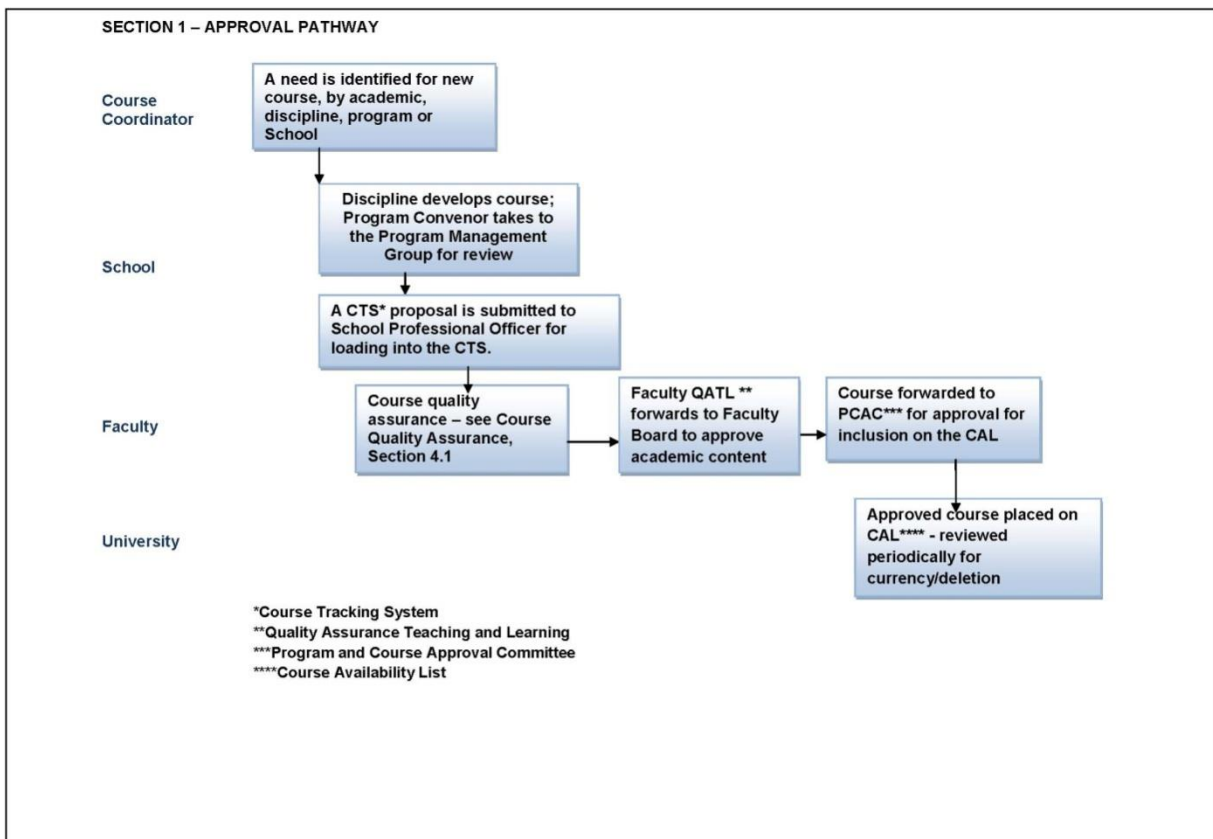 SECTION 1 – APPROVAL PATHWAY
Course
Coordinator
A need is identified for new
course, by academic,
discipline, program or
School
School
Discipline develops course;
Program Convenor takes to
the Program Management
Group for review
A CTS* proposal is submitted to
School Professional Officer for
loading into the CTS.
Faculty
Course quality
assurance – see Course
Quality Assurance,
Section 4.1
Faculty QATL **
forwards to Faculty
Board to approve
academic content
Course forwarded to
PCAC*** for approval for
inclusion on the CAL
University
Approved course placed on
CAL**** - reviewed
periodically for
currency/deletion
*Course Tracking System
**Quality Assurance Teaching and Learning
***Program and Course Approval Committee
****Course Availability List